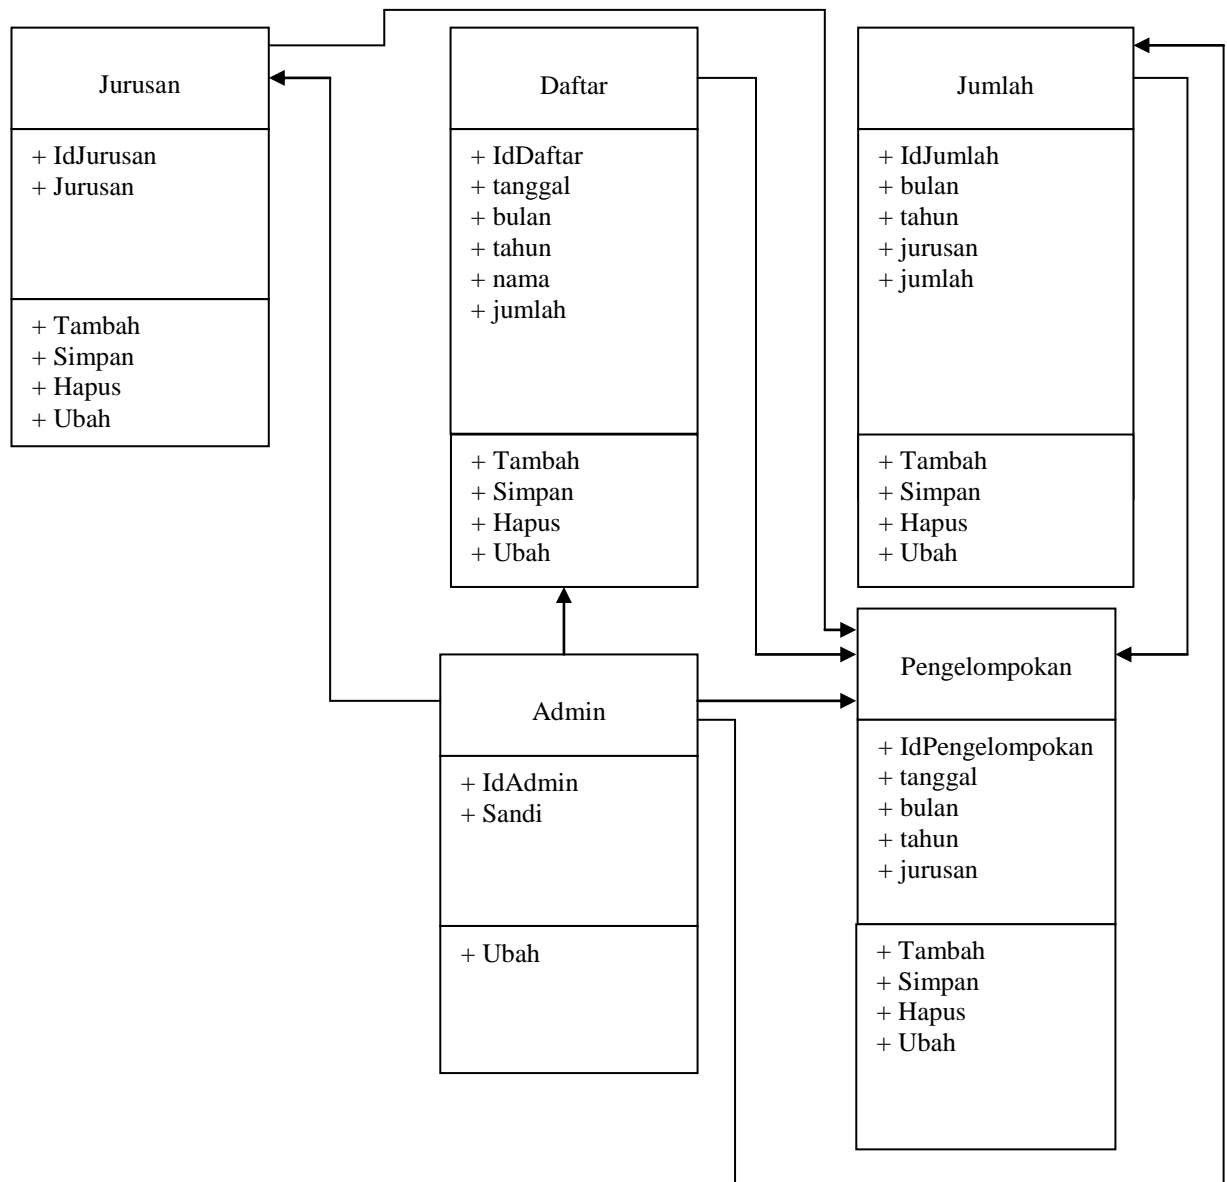 Jurusan
+ IdJurusan
+ Jurusan
+ Tambah
+ Simpan
+ Hapus
+ Ubah
Daftar
+ IdDaftar
+ tanggal
+ bulan
+ tahun
+ nama
+ jumlah
+ Tambah
+ Simpan
+ Hapus
+ Ubah
Jumlah
+ IdJumlah
+ bulan
+ tahun
+ jurusan
+ jumlah
+ Tambah
+ Simpan
+ Hapus
+ Ubah
Admin
+ IdAdmin
+ Sandi
+ Ubah
Pengelompokan
+ IdPengelompokan
+ tanggal
+ bulan
+ tahun
+ jurusan
+ Tambah
+ Simpan
+ Hapus
+ Ubah